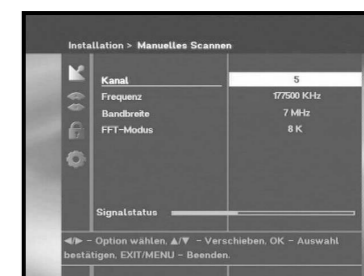 Installation > Manuelles Scannen
Kanal 5
Frequenz 177500 KHz
Bandbreite 7 MHz
FFT-Modus 8 K
Signalstatus
◄/► - Option wählen, ▲/▼ - Verschieben, OK - Auswahl
bestätigen, EXIT/MENU - Beenden.